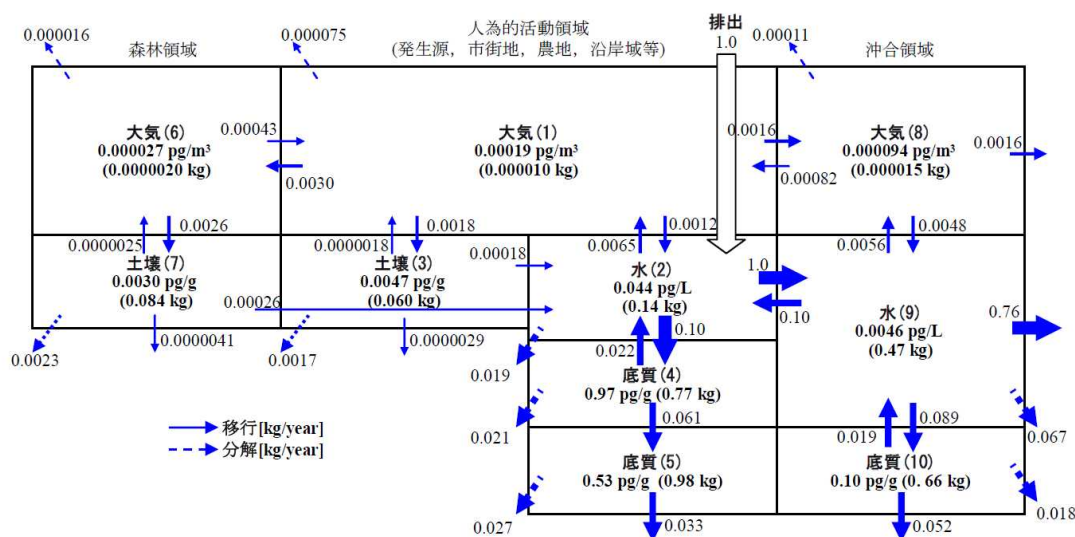 森林領域
人為的活動領域
(発生源，市街地，農地，沿岸域等)
排出
1.0
沖合領域
0.000016
0.000075
0.00011
大気(6)
0.000027 pg/m³
(0.0000020 kg)
0.00043
0.0030
大気(1)
0.00019 pg/m³
(0.000010 kg)
0.0016
0.00082
大気(8)
0.000094 pg/m³
(0.000015 kg)
0.0016
0.0026
0.0000025
0.0018
0.0000018
0.0012
0.0065
0.0048
0.0056
土壌(7)
0.0030 pg/g
(0.084 kg)
0.00026
土壌(3)
0.0047 pg/g
(0.060 kg)
0.00018
水(2)
0.044 pg/L
(0.14 kg)
1.0
0.10
水(9)
0.0046 pg/L
(0.47 kg)
0.76
0.0023
0.0000041
0.0017
0.0000029
0.019
0.022
0.10
底質(4)
0.97 pg/g (0.77 kg)
0.021
0.061
0.019
0.089
0.067
移行[kg/year]
分解[kg/year]
底質(5)
0.53 pg/g (0.98 kg)
0.027
0.033
底質(10)
0.10 pg/g (0. 66 kg)
0.018
0.052